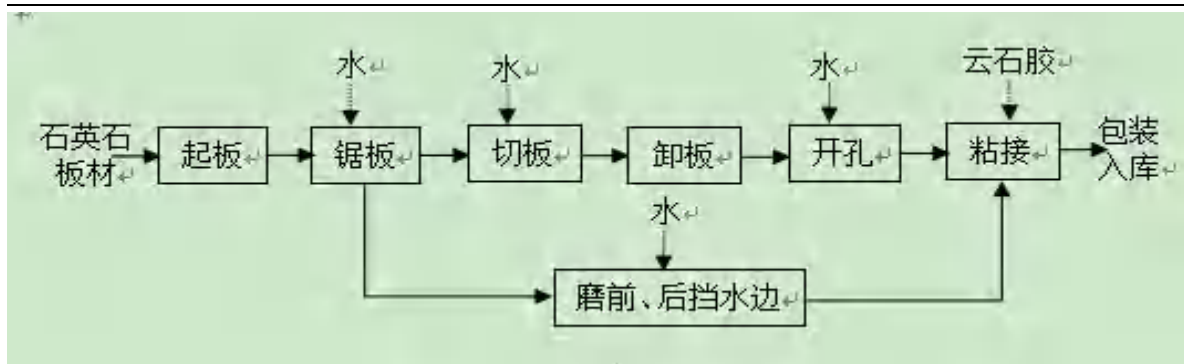 水
水
水
云石胶
石英石
板材
起板
锯板
切板
卸板
开孔
粘接
包装
入库
水
磨前、后挡水边